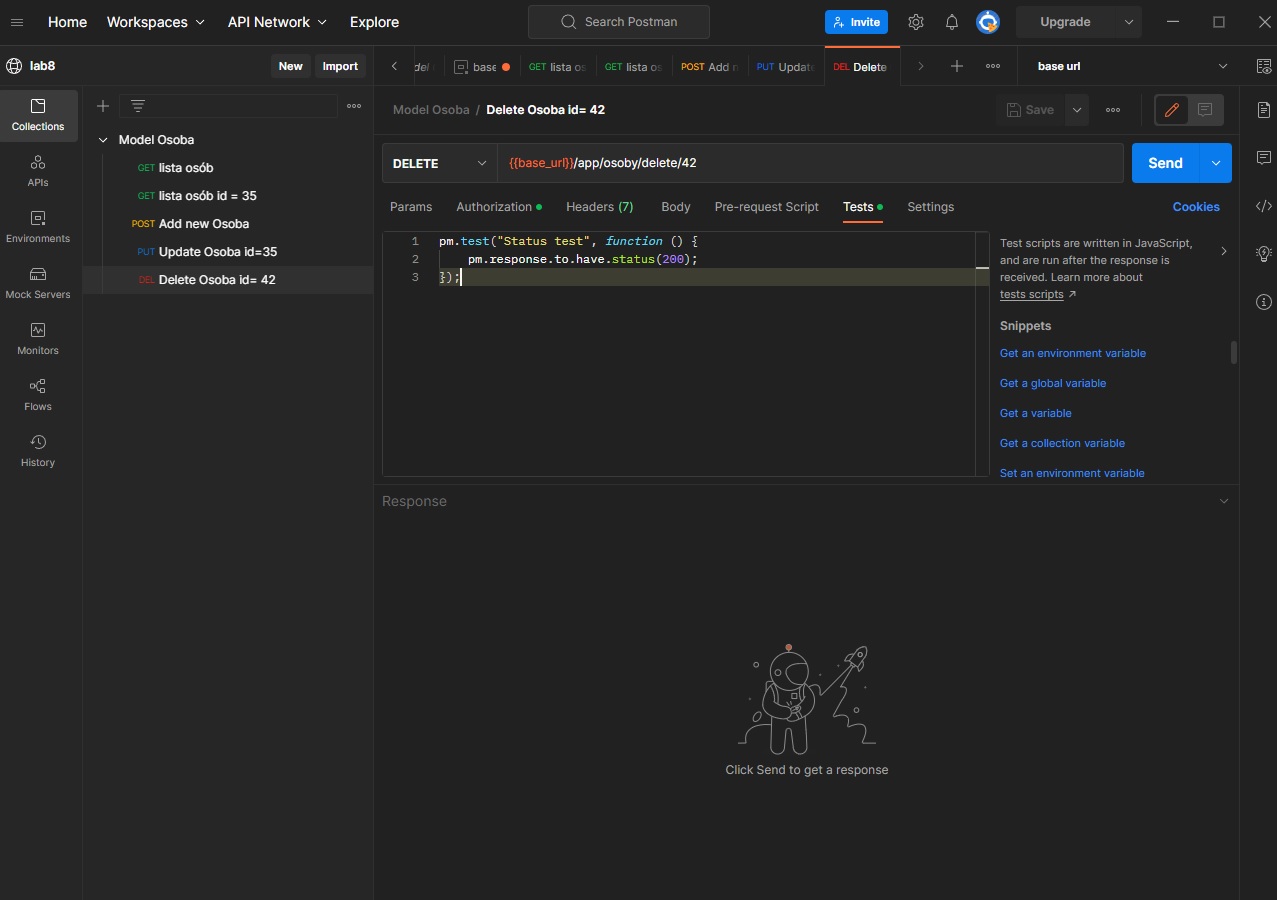 Home Workspaces API Network Explore Search Postman Invite Upgrade
lab8 New Import base GET lista os GET lista os POST Add n PUT Update DEL Delete base url
Model Osoba / Delete Osoba id= 42 Save
Collections
APIs
Environments
Mock Servers
Monitors
Flows
History
Model Osoba
GET lista osób
GET lista osób id = 35
POST Add new Osoba
PUT Update Osoba id=35
DEL Delete Osoba id= 42
DELETE {{base_url}}/app/osoby/delete/42 Send
Params Authorization Headers (7) Body Pre-request Script Tests Settings Cookies
1 pm.test("Status test", function () {
2 pm.response.to.have.status(200);
3 });
Test scripts are written in JavaScript,
and are run after the response is
received. Learn more about
tests scripts ↗
Snippets
Get an environment variable
Get a global variable
Get a variable
Get a collection variable
Set an environment variable
Response
Click Send to get a response